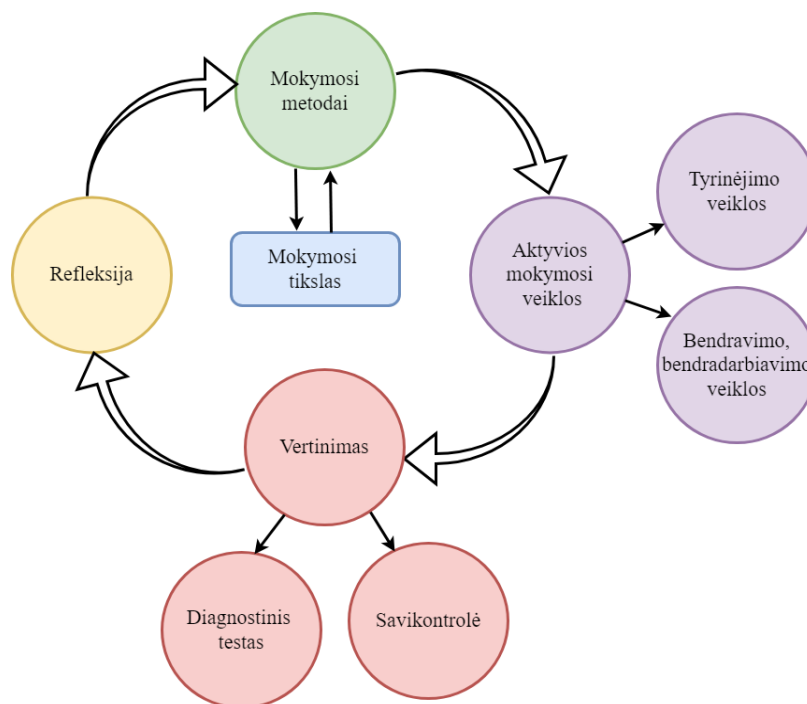 Mokymosi
metodai
Tyrinėjimo
veiklos
Mokymosi
tikslas
Refleksija
Aktyvios
mokymosi
veiklos
Bendravimo,
bendradarbiavimo
veiklos
Vertinimas
Diagnostinis
testas
Savikontrolė